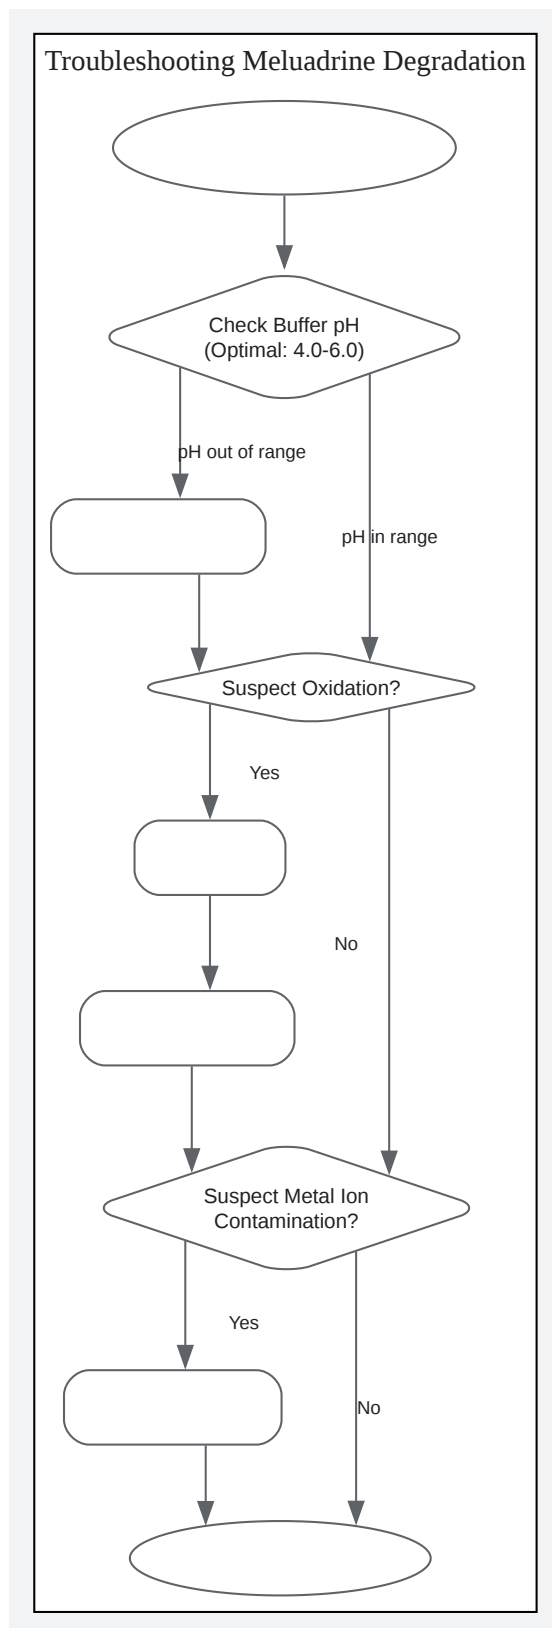 Troubleshooting Meluadrine Degradation
Check Buffer pH
(Optimal: 4.0-6.0)
pH out of range
pH in range
Suspect Oxidation?
Yes
No
Suspect Metal Ion
Contamination?
Yes
No